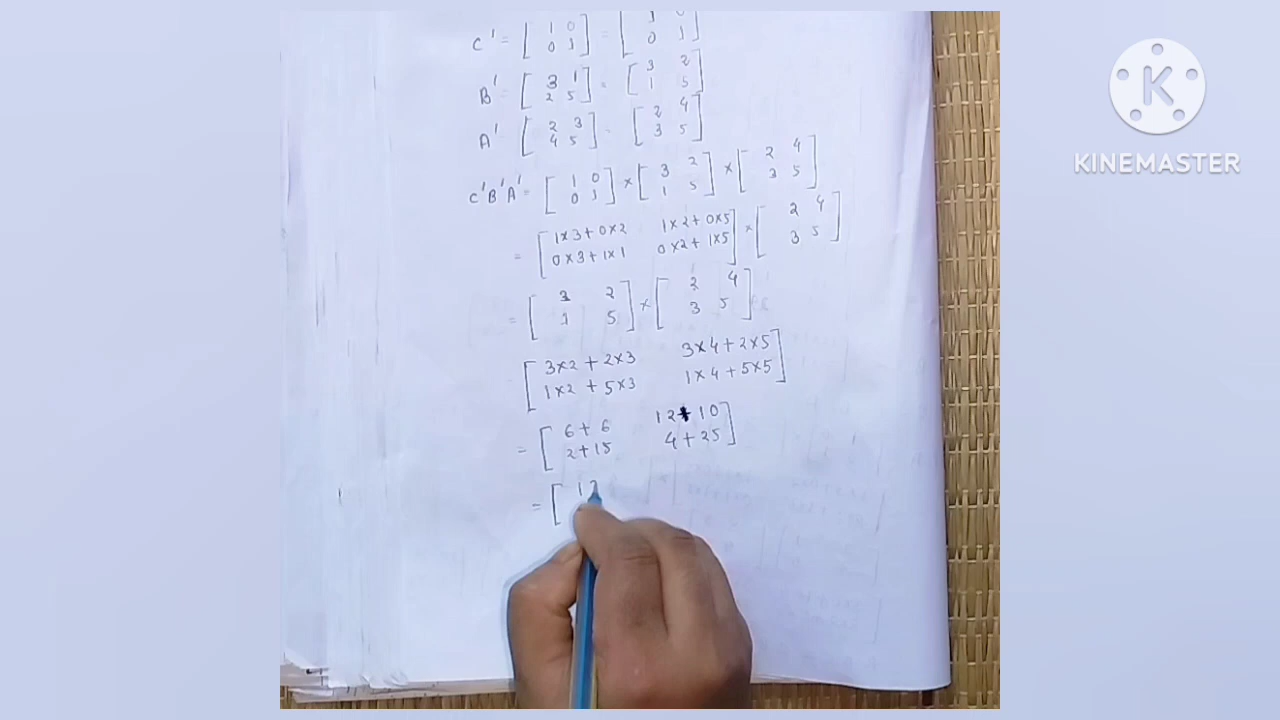 C' = [ 1 0 = [ 1 0
0 1 ] 0 1 ]
B' = [ 3 1 = [ 3 2
2 5 ] 1 5 ]
A' [ 2 3 = [ 2 4
4 5 ] 3 5 ]
C'B'A' = [ 1 0 × [ 3 2 × [ 2 4
0 1 ] 1 5 ] 3 5 ]
= [ 1×3+0×2 1×2+0×5 × [ 2 4
0×3+1×1 0×2+1×5 ] 3 5 ]
= [ 3 2 × [ 2 4
1 5 ] 3 5 ]
[ 3×2+2×3 3×4+2×5
1×2+5×3 1×4+5×5 ]
= [ 6+6 12+10
2+15 4+25 ]
= [ 12
K
KINEMASTER